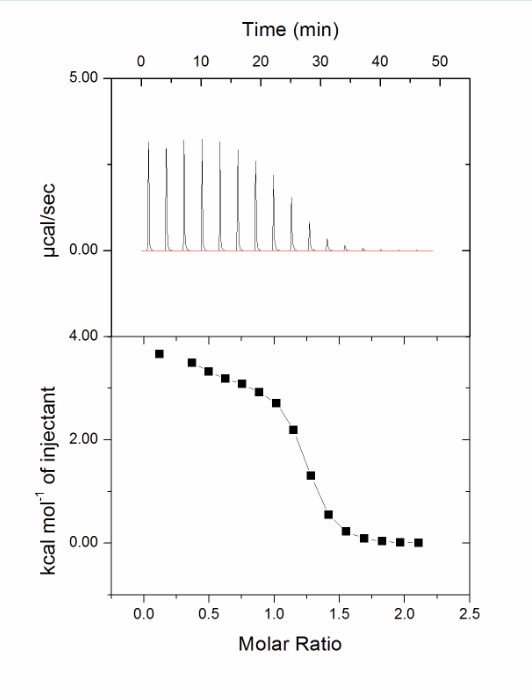 Time (min)
0 10 20 30 40 50
5.00
0.00
µcal/sec
4.00
2.00
0.00
kcal mol⁻¹ of injectant
0.0 0.5 1.0 1.5 2.0 2.5
Molar Ratio